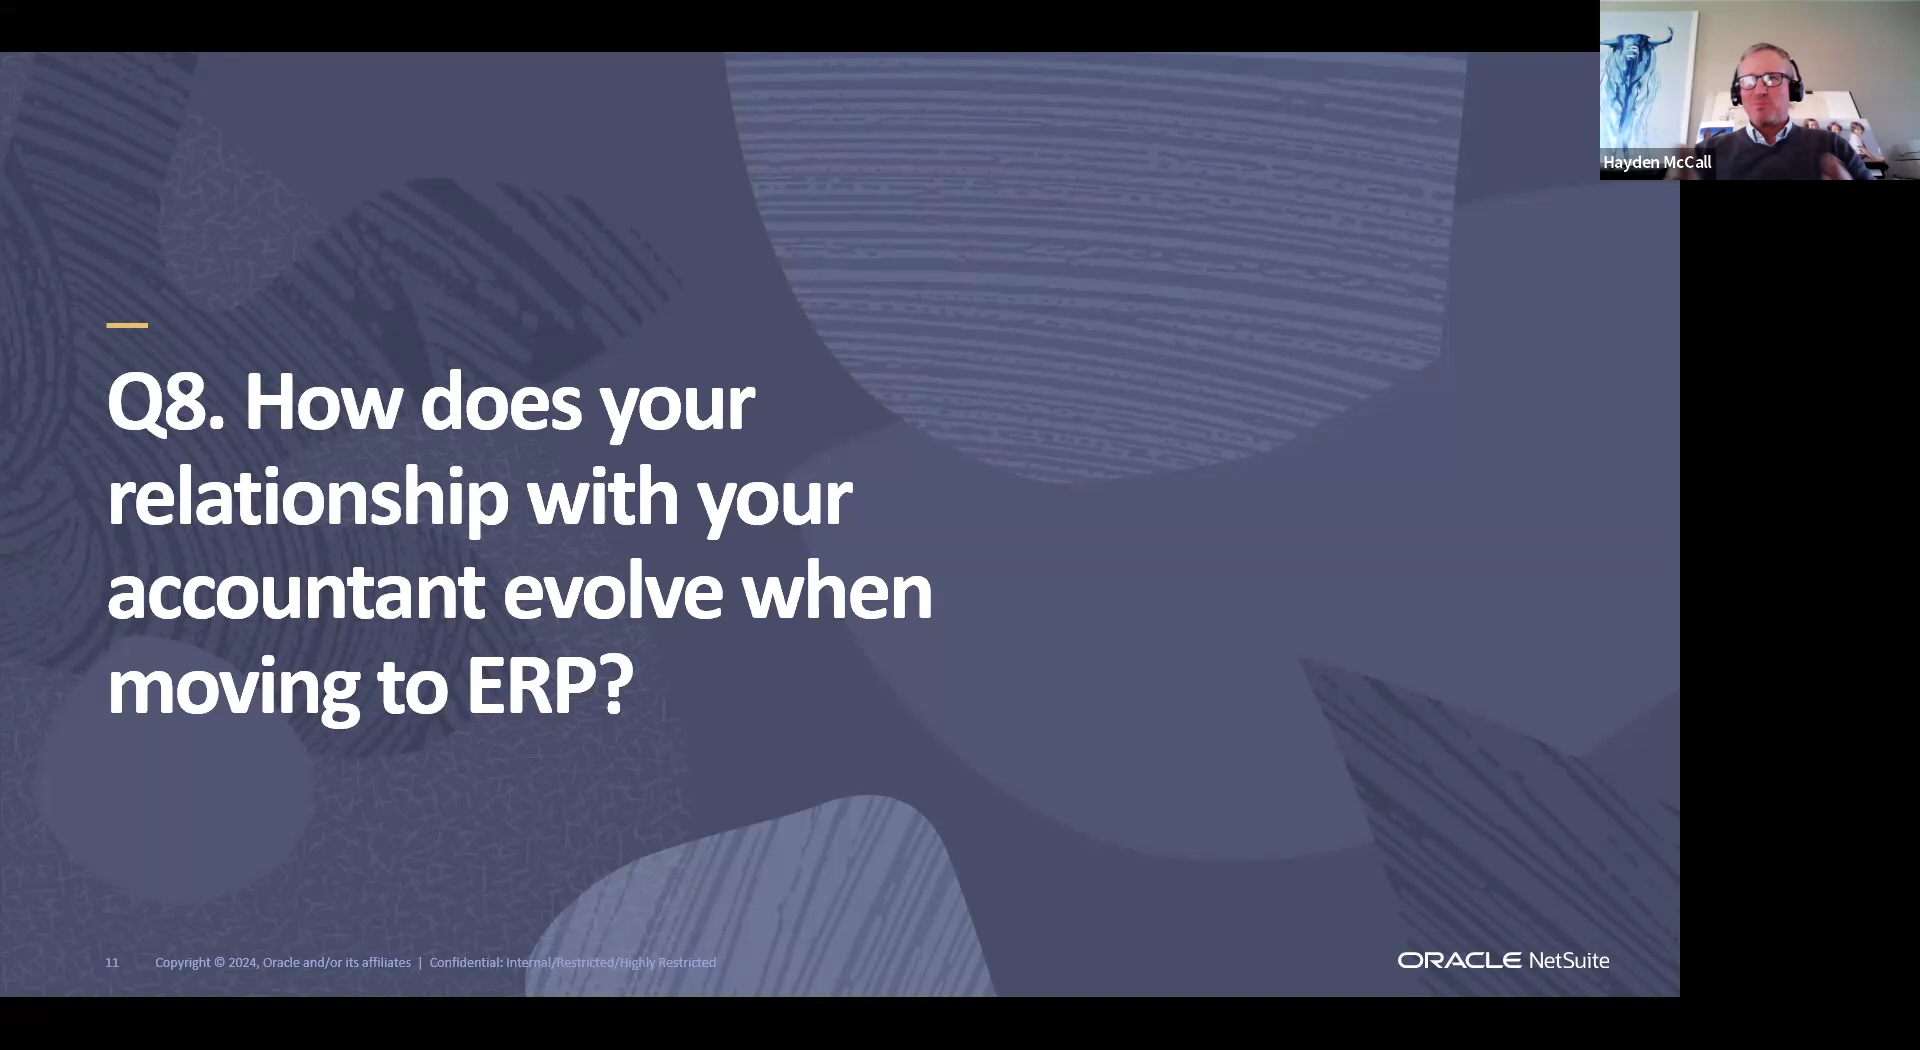 Hayden McCall
Q8. How does your
relationship with your
accountant evolve when
moving to ERP?
11 Copyright © 2024, Oracle and/or its affiliates | Confidential: Internal/Restricted/Highly Restricted
ORACLE NetSuite